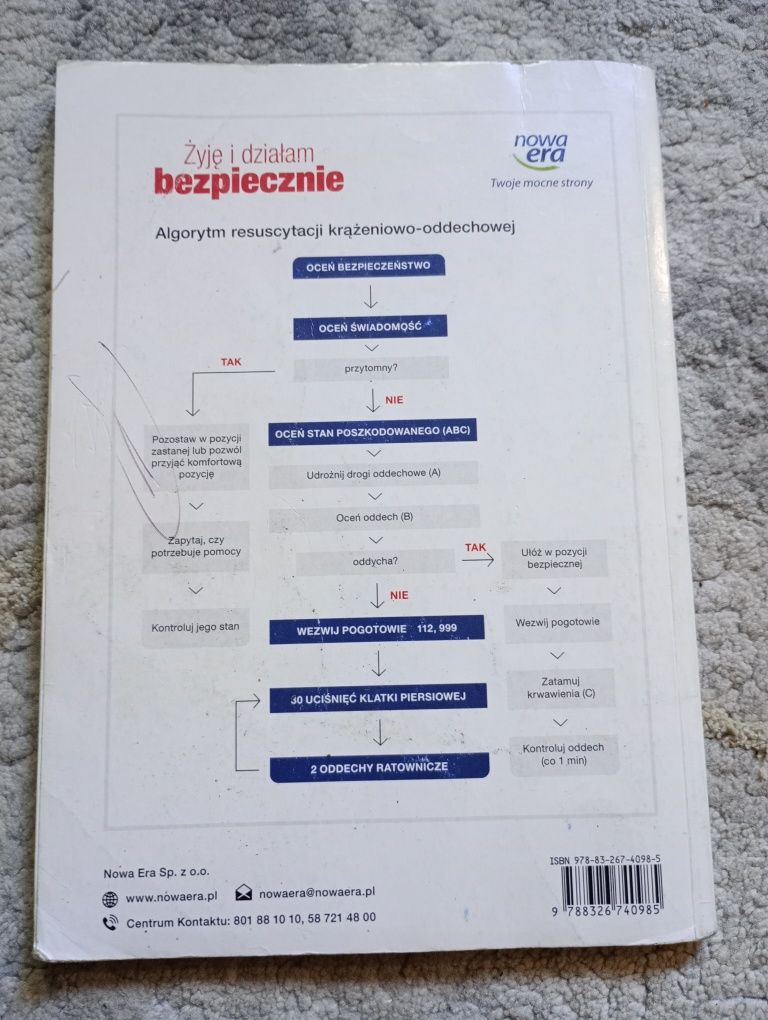 Żyję i działam
bezpiecznie
nowa
era
Twoje mocne strony
Algorytm resuscytacji krążeniowo-oddechowej
OCEŃ BEZPIECZEŃSTWO
OCEŃ ŚWIADOMOŚĆ
TAK
przytomny?
NIE
Pozostaw w pozycji
zastanej lub pozwól
przyjąć komfortową
pozycję
Zapytaj, czy
potrzebuje pomocy
Kontroluj jego stan
OCEŃ STAN POSZKODOWANEGO (ABC)
Udrożnij drogi oddechowe (A)
Oceń oddech (B)
oddycha?
TAK
Ułóż w pozycji
bezpiecznej
Wezwij pogotowie
Zatamuj
krwawienia (C)
Kontroluj oddech
(co 1 min)
NIE
WEZWIJ POGOTOWIE 112, 999
30 UCIŚNIĘĆ KLATKI PIERSIOWEJ
2 ODDECHY RATOWNICZE
Nowa Era Sp. z o.o.
www.nowaera.pl nowaera@nowaera.pl
Centrum Kontaktu: 801 88 10 10, 58 721 48 00
ISBN 978-83-267-4098-5
9 788326 740985